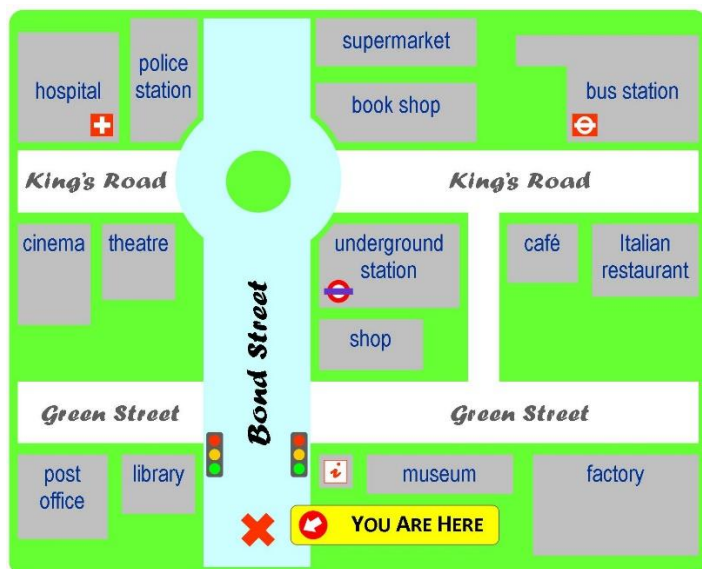 supermarket
police
station
hospital
book shop
bus station
King's Road
King's Road
cinema
theatre
underground
station
café
Italian
restaurant
Bond Street
shop
Green Street
Green Street
post
office
library
i
museum
factory
YOU ARE HERE